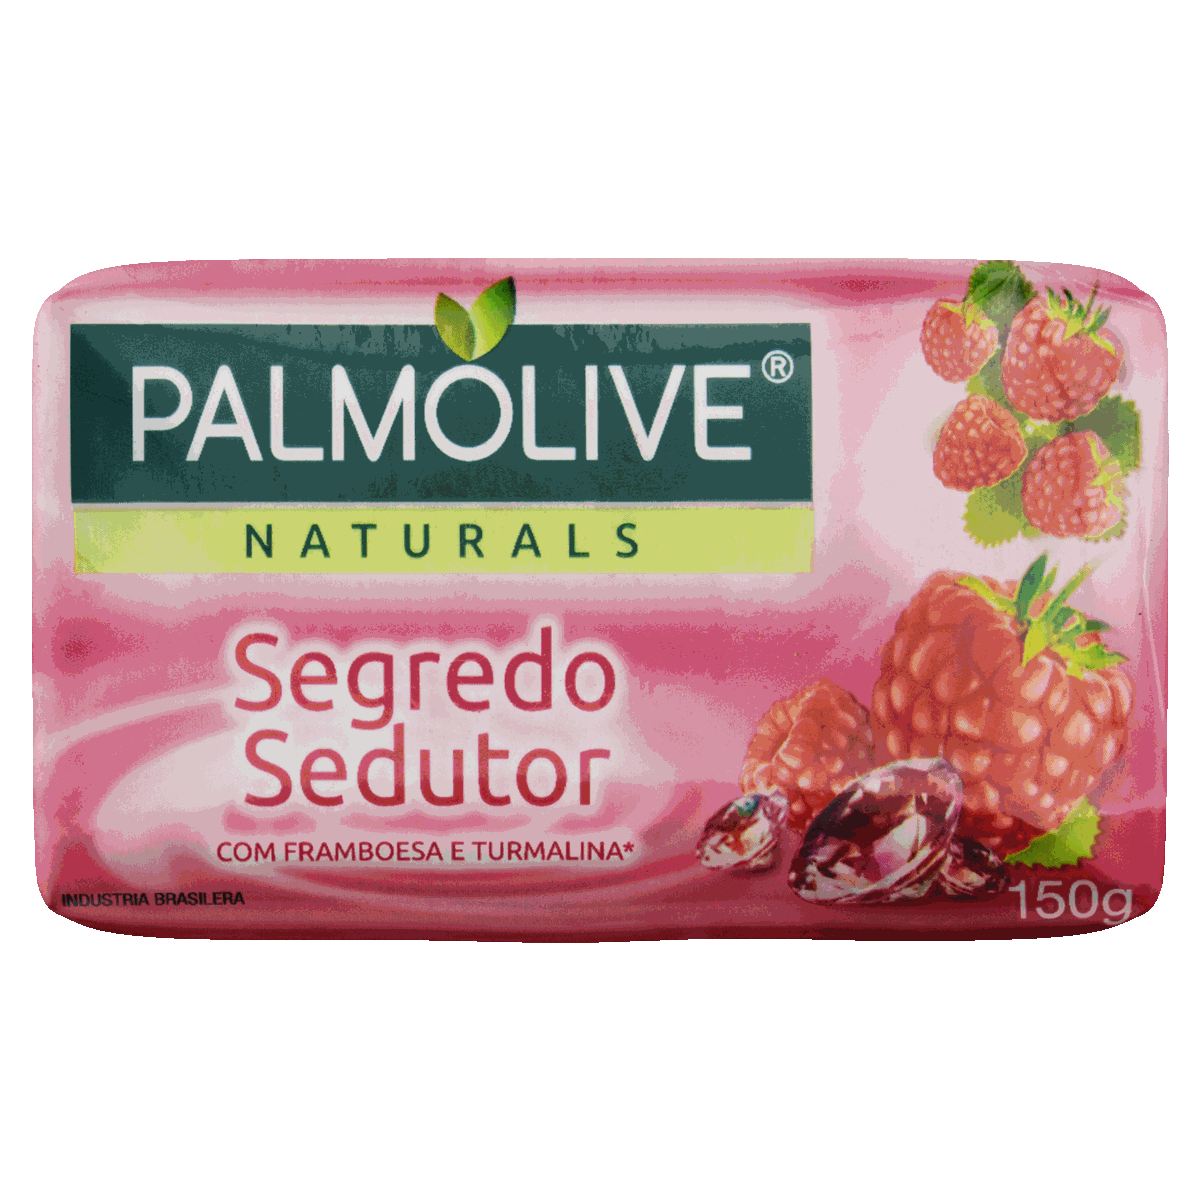 PALMOLIVE®
NATURALS
Segredo
Sedutor
COM FRAMBOESA E TURMALINA*
INDUSTRIA BRASILERA
150g